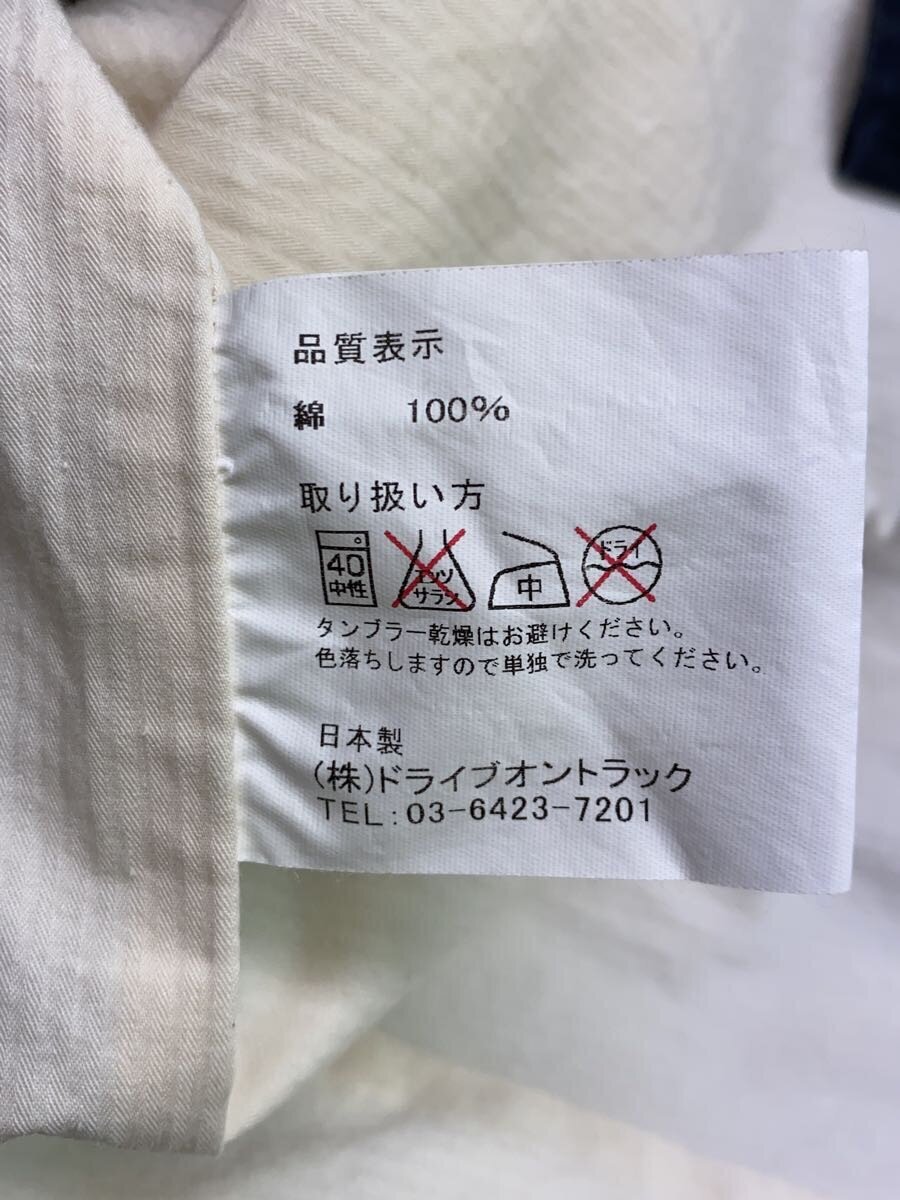 品質表示
綿 100%
取り扱い方
40 中性 エンソ サラシ 中 ドライ
タンブラー乾燥はお避けください。
色落ちしますので単独で洗ってください。
日本製
(株)ドライブオントラック
TEL:03-6423-7201